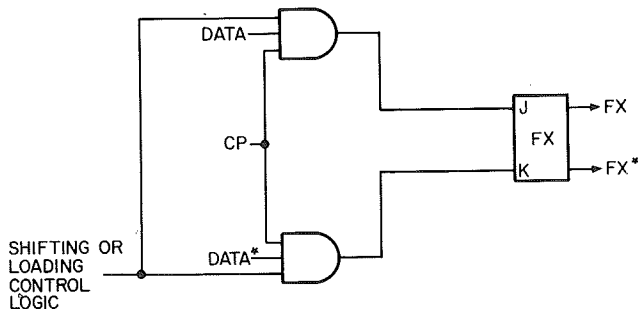 DATA
CP
DATA*
SHIFTING OR
LOADING
CONTROL
LOGIC
J
FX
K
FX
FX*